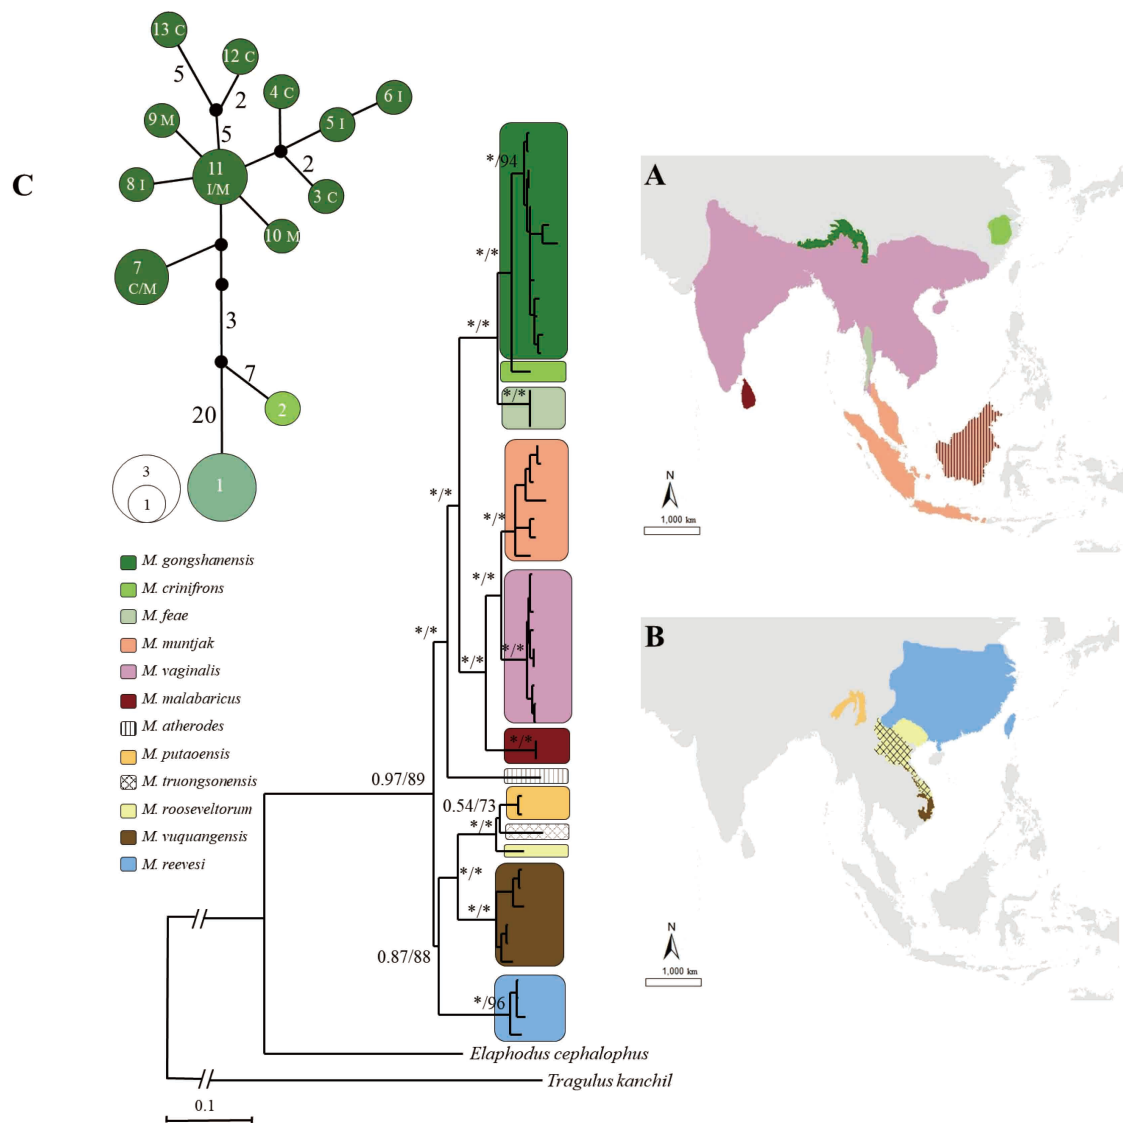 C
13 C
12 C
5
2
4 C
6 I
9 M
5 I
5
11
I/M
2
8 I
3 C
10 M
7
C/M
3
7
20
2
3
1
1
M. gongshanensis
M. crinifrons
M. feae
M. muntjak
M. vaginalis
M. malabaricus
M. atherodes
M. putaoensis
M. truongsonensis
M. rooseveltorum
M. vuquangensis
M. reevesi
*/94
*/*
*/*
*/*
*/*
*/*
*/*
*/*
*/*
*/*
*/*
0.97/89
0.54/73
*/*
*/*
*/*
0.87/88
*/96
Elaphodus cephalophus
Tragulus kanchil
0.1
A
N
1,000 km
B
N
1,000 km